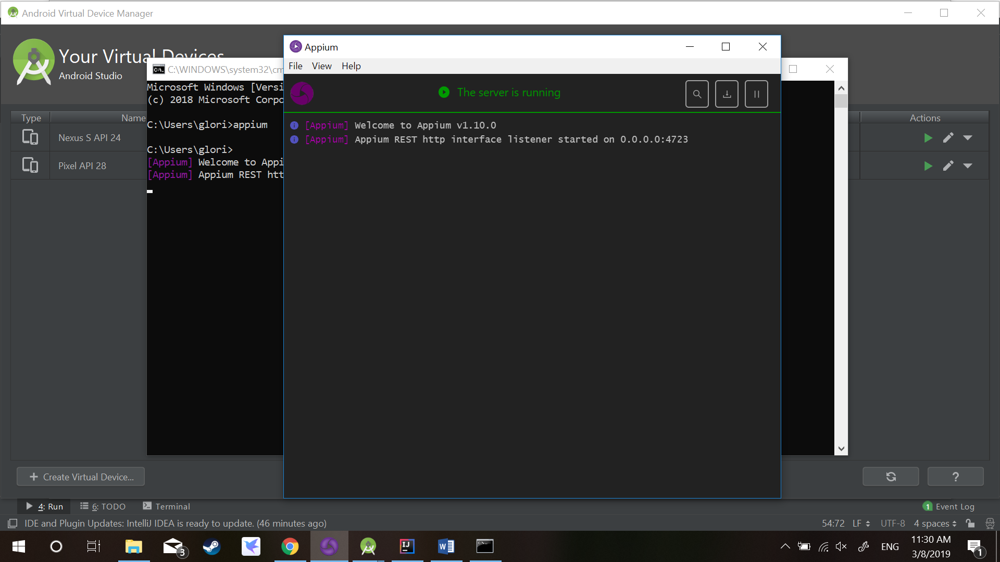 Android Virtual Device Manager
Your Virtual Devices
Android Studio
Type
Name
Actions
Nexus S API 24
Pixel API 28
C:\WINDOWS\system32\cm
Microsoft Windows [Versi
(c) 2018 Microsoft Corpo
C:\Users\glori>appium
C:\Users\glori>
[Appium] Welcome to Appi
[Appium] Appium REST htt
Appium
File View Help
The server is running
[Appium] Welcome to Appium v1.10.0
[Appium] Appium REST http interface listener started on 0.0.0.0:4723
+ Create Virtual Device...
?
4: Run 6: TODO Terminal
1 Event Log
IDE and Plugin Updates: IntelliJ IDEA is ready to update. (46 minutes ago)
54:72 LF UTF-8 4 spaces
3
IJ
W
C:\.
ENG
11:30 AM
3/8/2019
1